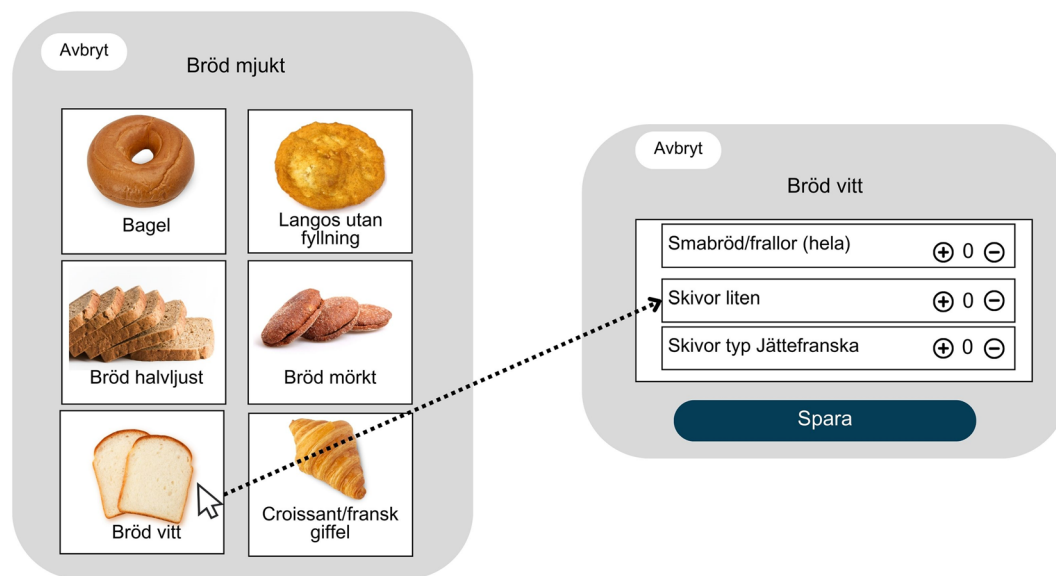 Avbryt
Bröd mjukt
Bagel
Langos utan
fyllning
Bröd halvljust
Bröd mörkt
Bröd vitt
Croissant/fransk
giffel
Avbryt
Bröd vitt
Smabröd/frallor (hela)
0
Skivor liten
0
Skivor typ Jättefranska
0
Spara